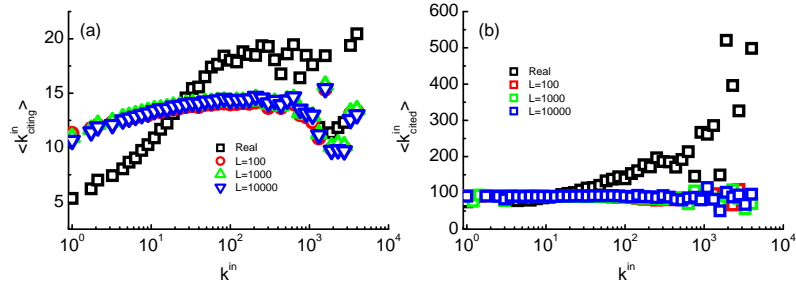 (a)
20
15
10
5
<k^in_citing>
Real
L=100
L=1000
L=10000
10^0
10^1
10^2
10^3
10^4
k^in
(b)
600
500
400
300
200
100
0
<k^in_cited>
Real
L=100
L=1000
L=10000
10^0
10^1
10^2
10^3
10^4
k^in